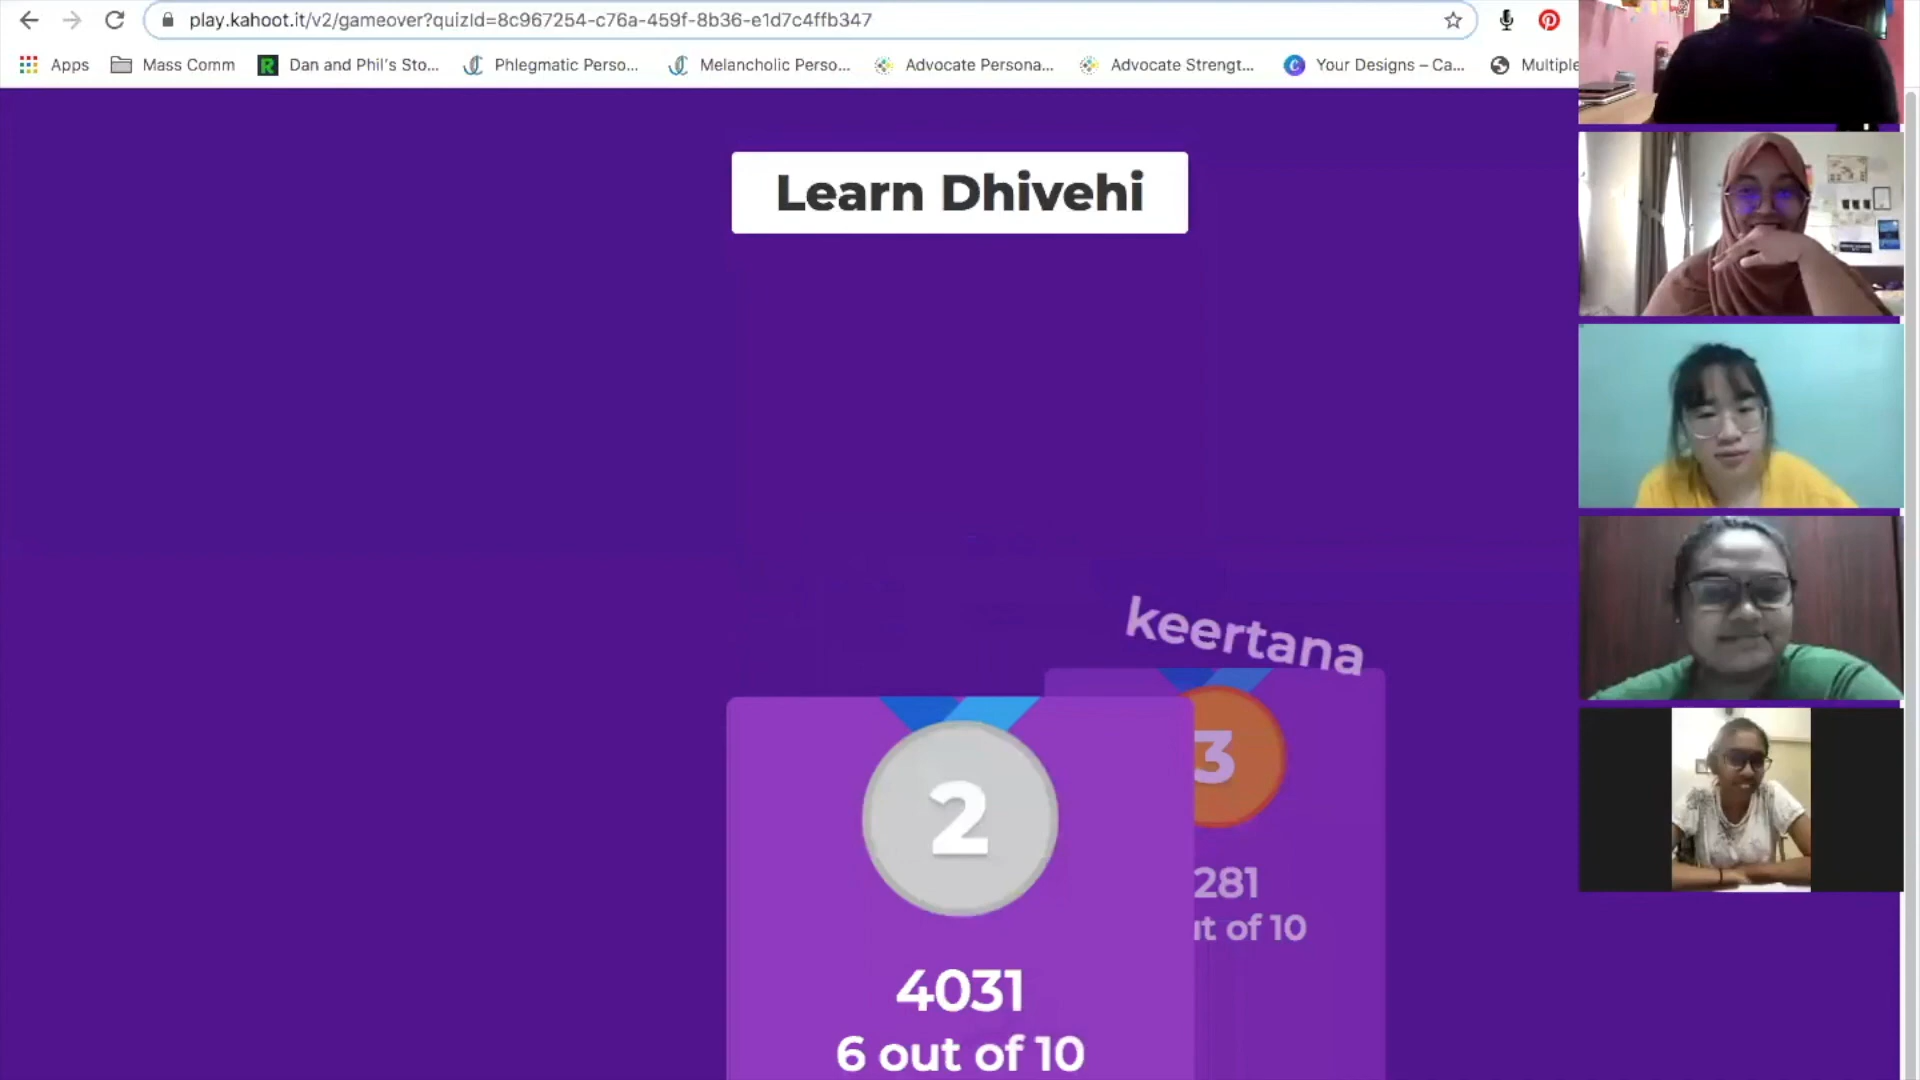 play.kahoot.it/v2/gameover?quizId=8c967254-c76a-459f-8b36-e1d7c4ffb347
Apps Mass Comm Dan and Phil's Sto... Phlegmatic Perso... Melancholic Perso... Advocate Persona... Advocate Strengt... Your Designs – Ca... Multiple
Learn Dhivehi
keertana
2
3
4031
281
6 out of 10
of 10